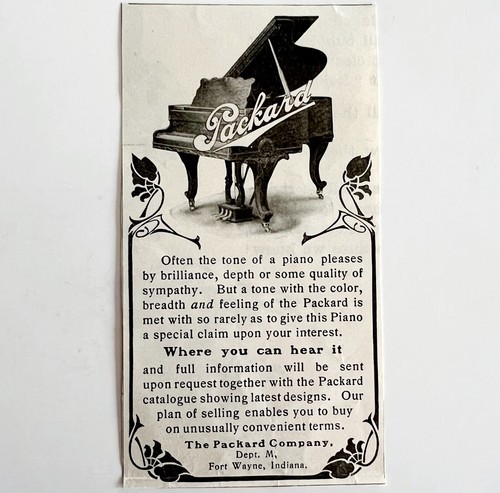 Packard
Often the tone of a piano pleases
by brilliance, depth or some quality of
sympathy. But a tone with the color,
breadth and feeling of the Packard is
met with so rarely as to give this Piano
a special claim upon your interest.
Where you can hear it
and full information will be sent
upon request together with the Packard
catalogue showing latest designs. Our
plan of selling enables you to buy
on unusually convenient terms.
The Packard Company,
Dept. M,
Fort Wayne, Indiana.